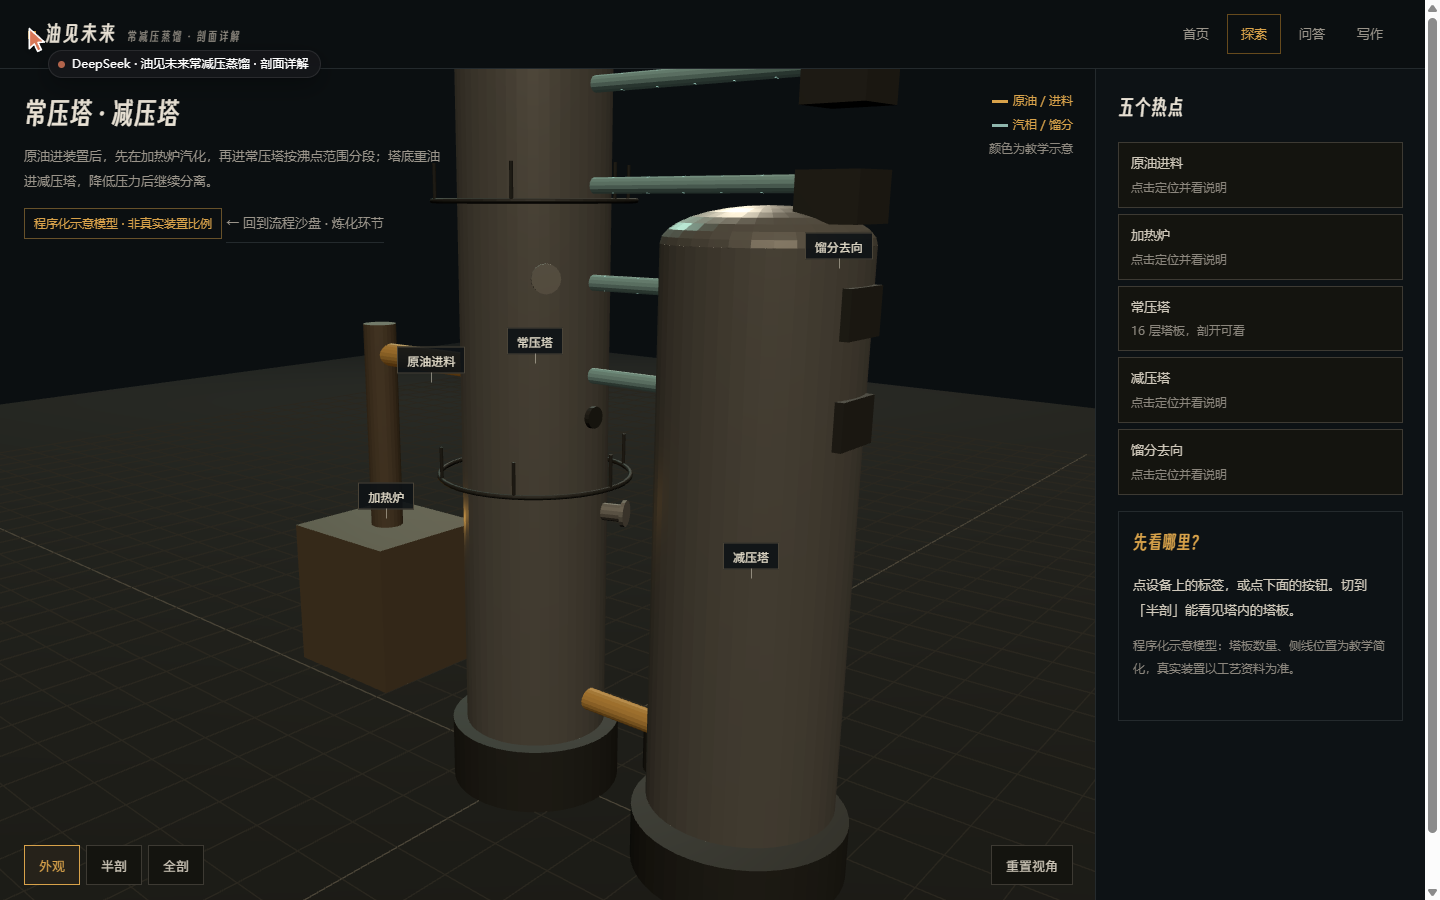 油见未来 常减压蒸馏 · 剖面详解
首页 探索 问答 写作
DeepSeek · 油见未来常减压蒸馏 · 剖面详解
常压塔 · 减压塔
原油进装置后，先在加热炉汽化，再进常压塔按沸点范围分段；塔底重油
进减压塔，降低压力后继续分离。
程序化示意模型 · 非真实装置比例 ← 回到流程沙盘 · 炼化环节
原油 / 进料
汽相 / 馏分
颜色为教学示意
馏分去向
常压塔
原油进料
加热炉
减压塔
外观 半剖 全剖
重置视角
五个热点
原油进料
点击定位并看说明
加热炉
点击定位并看说明
常压塔
16 层塔板，剖开可看
减压塔
点击定位并看说明
馏分去向
点击定位并看说明
先看哪里？
点设备上的标签，或点下面的按钮。切到
「半剖」能看见塔内的塔板。
程序化示意模型：塔板数量、侧线位置为教学简
化，真实装置以工艺资料为准。